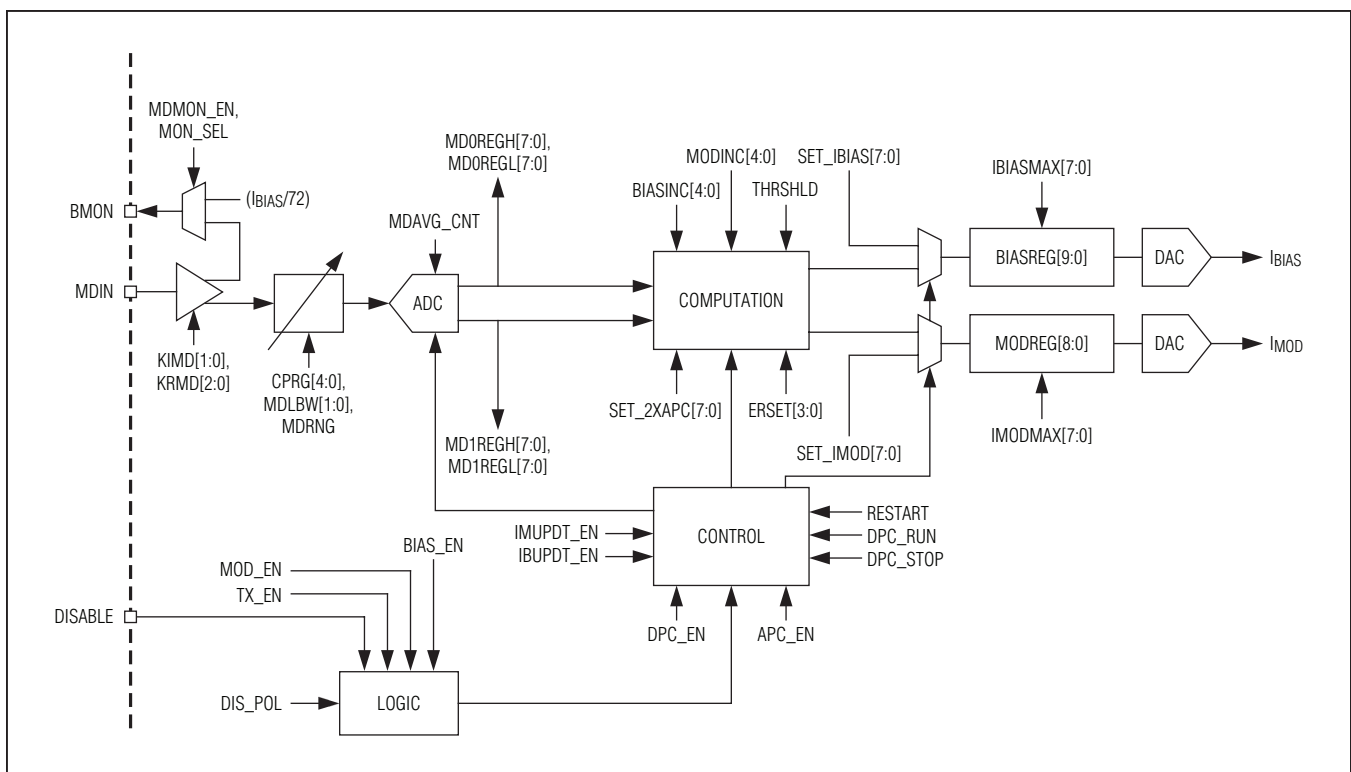 MDMON_EN,
MON_SEL
(IBIAS/72)
BMON
MDIN
KIMD[1:0],
KRMD[2:0]
CPRG[4:0],
MDLBW[1:0],
MDRNG
MDAVG_CNT
ADC
MD0REGH[7:0],
MD0REGL[7:0]
MD1REGH[7:0],
MD1REGL[7:0]
MODINC[4:0]
BIASINC[4:0]
THRSHLD
COMPUTATION
SET_2XAPC[7:0]
ERSET[3:0]
SET_IBIAS[7:0]
SET_IMOD[7:0]
IBIASMAX[7:0]
BIASREG[9:0]
DAC
IBIAS
MODREG[8:0]
DAC
IMOD
IMODMAX[7:0]
IMUPDT_EN
IBUPDT_EN
CONTROL
RESTART
DPC_RUN
DPC_STOP
DPC_EN
APC_EN
BIAS_EN
MOD_EN
TX_EN
DISABLE
DIS_POL
LOGIC